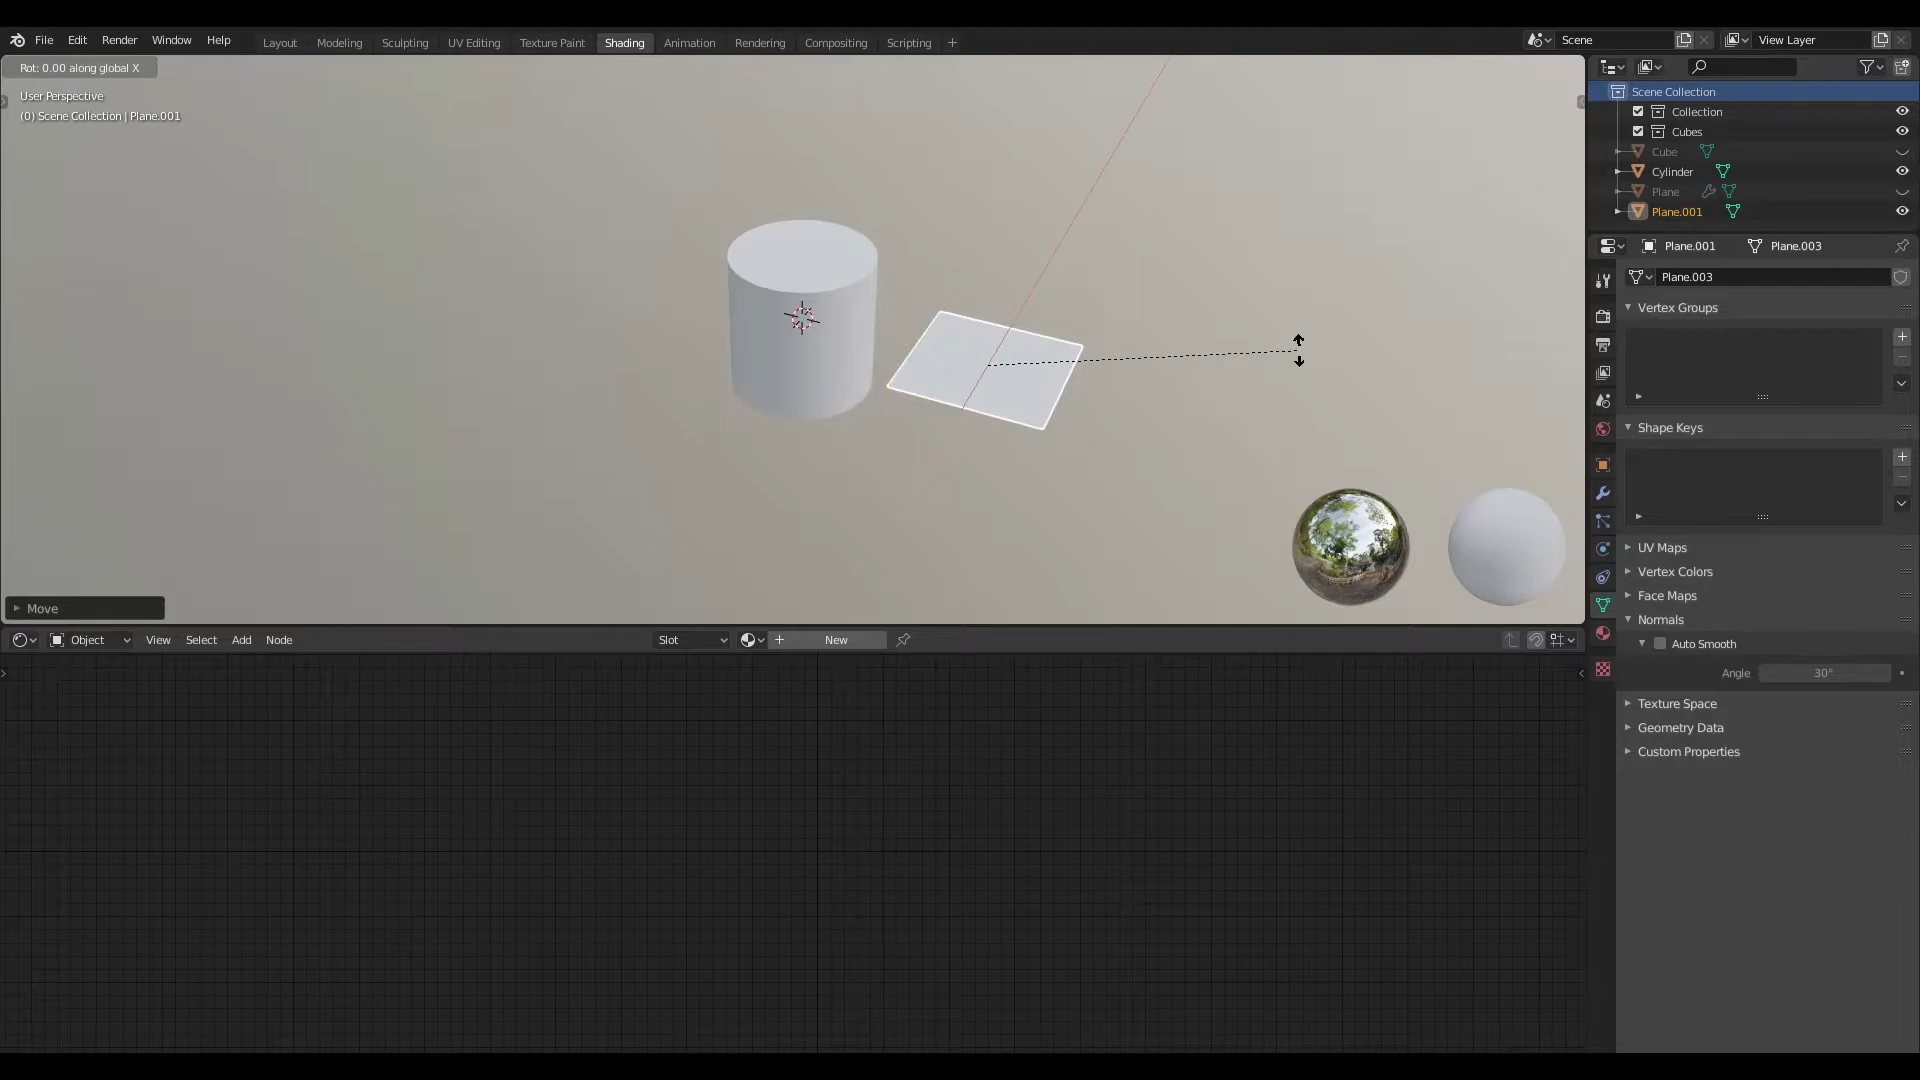 File Edit Render Window Help
Layout Modeling Sculpting UV Editing Texture Paint Shading Animation Rendering Compositing Scripting +
Scene
View Layer
Rot: 0.00 along global X
User Perspective
(0) Scene Collection | Plane.001
Move
Scene Collection
Collection
Cubes
Cube
Cylinder
Plane
Plane.001
Plane.001 Plane.003
Plane.003
Vertex Groups
Shape Keys
UV Maps
Vertex Colors
Face Maps
Normals
Auto Smooth
Angle 30°
Texture Space
Geometry Data
Custom Properties
Object View Select Add Node
Slot
New